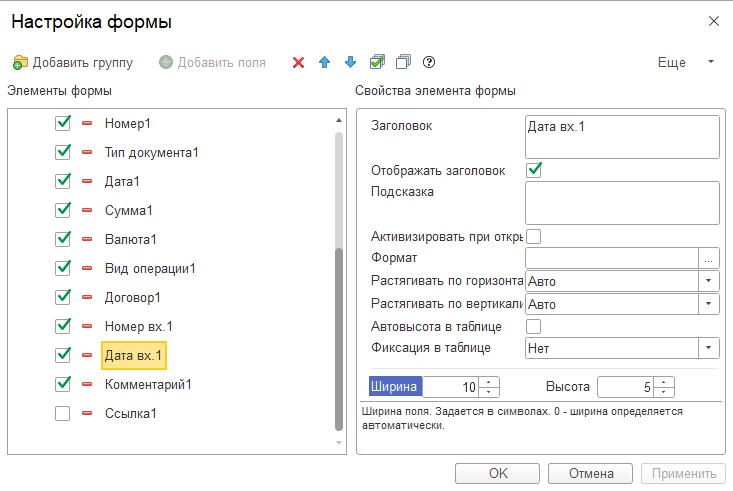 Настройка формы
Добавить группу Добавить поля Еще
Элементы формы
Номер1
Тип документа1
Дата1
Сумма1
Валюта1
Вид операции1
Договор1
Номер вх.1
Дата вх.1
Комментарий1
Ссылка1
Свойства элемента формы
Заголовок Дата вх.1
Отображать заголовок
Подсказка
Активизировать при откры
Формат ...
Растягивать по горизонта Авто
Растягивать по вертикали Авто
Автовысота в таблице
Фиксация в таблице Нет
Ширина 10 Высота 5
Ширина поля. Задается в символах. 0 - ширина определяется
автоматически.
OK Отмена Применить